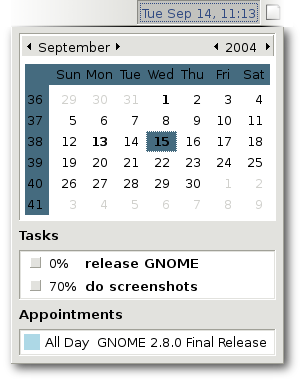 Tue Sep 14, 11:13
September 2004
Sun Mon Tue Wed Thu Fri Sat
36 29 30 31 1 2 3 4
37 5 6 7 8 9 10 11
38 12 13 14 15 16 17 18
39 19 20 21 22 23 24 25
40 26 27 28 29 30 1 2
41 3 4 5 6 7 8 9
Tasks
0% release GNOME
70% do screenshots
Appointments
All Day GNOME 2.8.0 Final Release